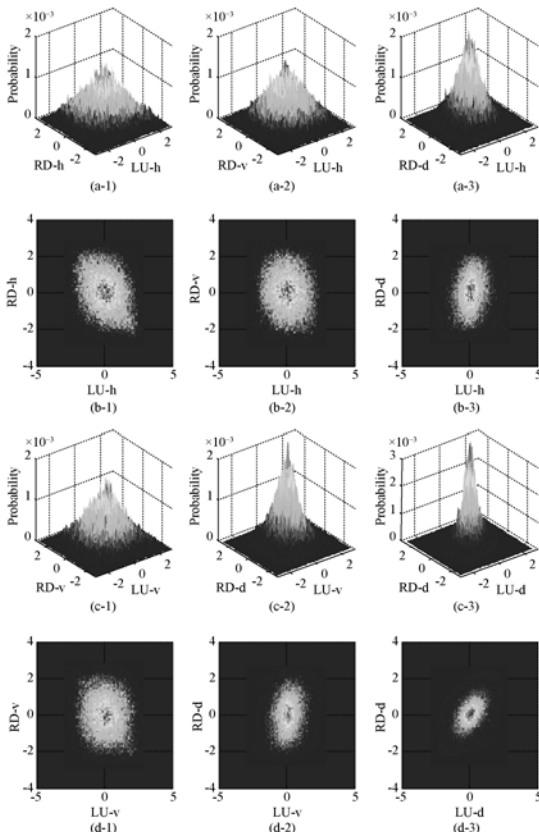 ×10⁻³ ×10⁻³ ×10⁻³
2 2 2
Probability Probability Probability
1 1 1
0 0 0
2 0 -2 -2 0 2 2 0 -2 -2 0 2 2 0 -2 -2 0 2
RD-h LU-h RD-v LU-h RD-d LU-h
(a-1) (a-2) (a-3)
4 4 4
2 2 2
RD-h RD-v RD-d
0 0 0
-2 -2 -2
-4 -4 -4
-5 0 5 -5 0 5 -5 0 5
LU-h LU-h LU-h
(b-1) (b-2) (b-3)
×10⁻³ ×10⁻³ ×10⁻³
2 2 3
Probability Probability Probability
2
1 1 1
0 0 0
2 0 -2 -2 0 2 2 0 -2 -2 0 2 2 0 -2 -2 0 2
RD-v LU-v RD-d LU-v RD-d LU-d
(c-1) (c-2) (c-3)
4 4 4
2 2 2
RD-v RD-d RD-d
0 0 0
-2 -2 -2
-4 -4 -4
-5 0 5 -5 0 5 -5 0 5
LU-v LU-v LU-d
(d-1) (d-2) (d-3)